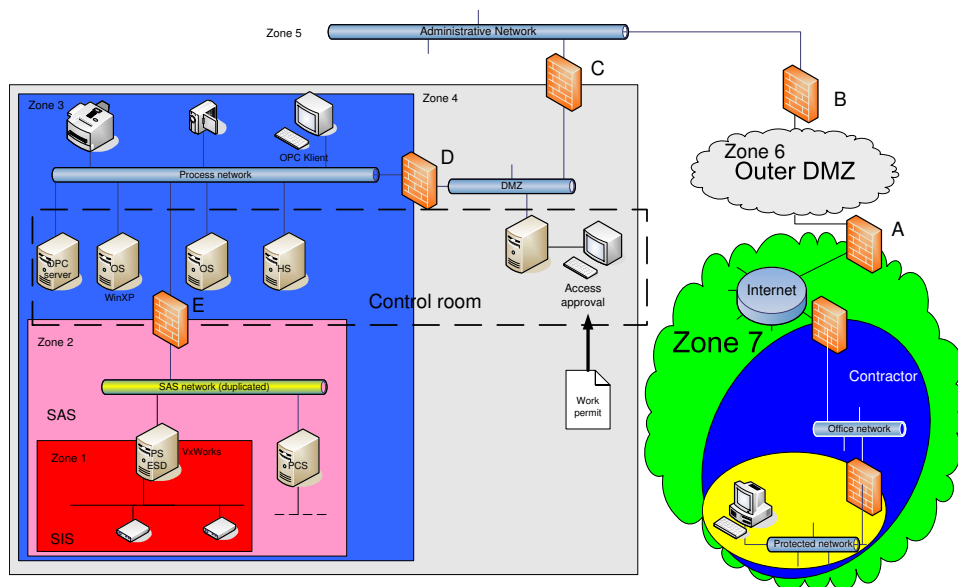 Zone 5
Administrative Network
C
B
Zone 3
Zone 4
OPC Klient
D
Process network
DMZ
Zone 6
Outer DMZ
A
OPC
server
OS
WinXP
OS
HS
Access
approval
Control room
E
Internet
Zone 7
Zone 2
SAS network (duplicated)
SAS
Work
permit
Contractor
Office network
Zone 1
PS
ESD
VxWorks
PCS
SIS
Protected network